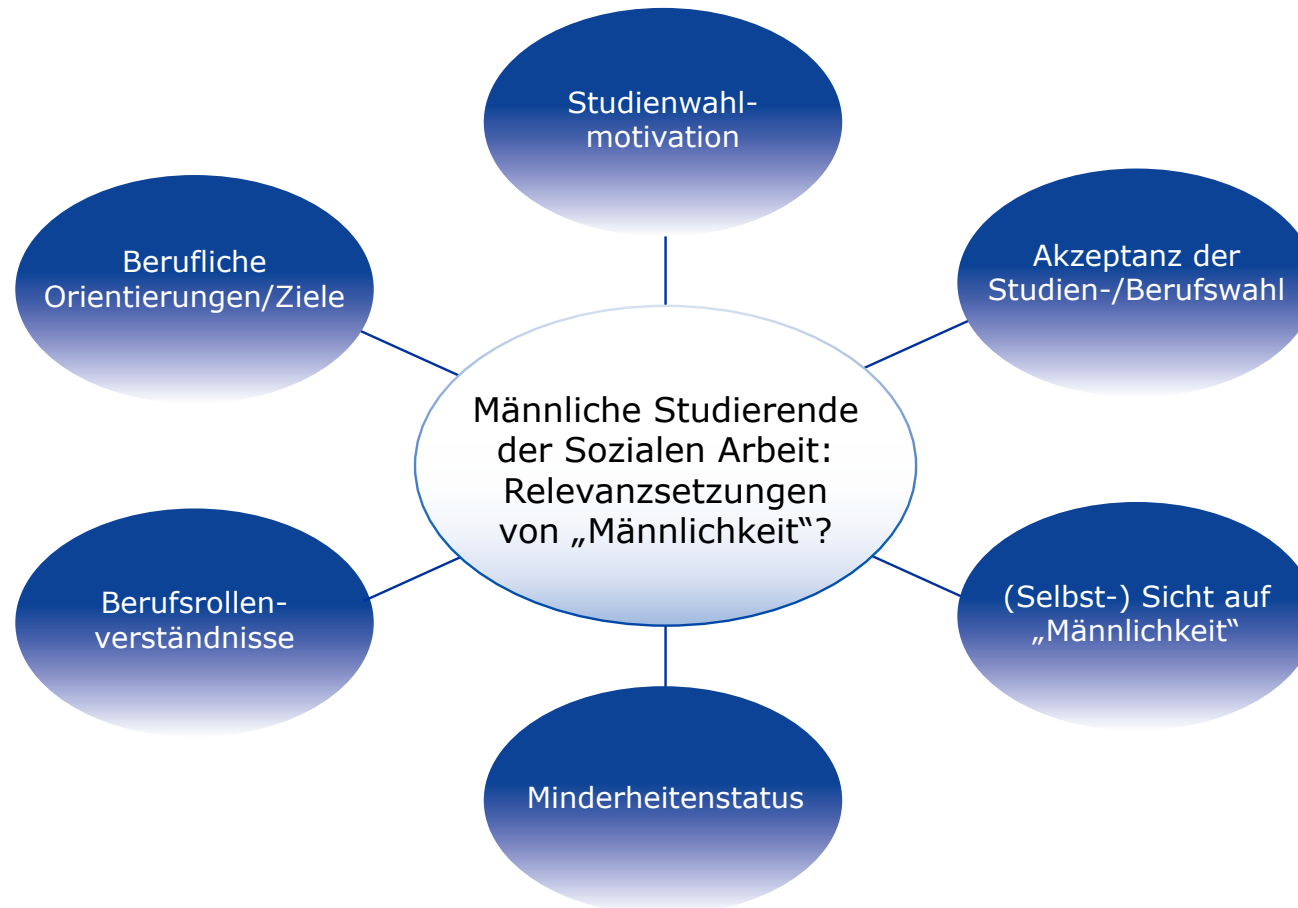 Studienwahl-
motivation
Berufliche
Orientierungen/Ziele
Akzeptanz der
Studien-/Berufswahl
Männliche Studierende
der Sozialen Arbeit:
Relevanzsetzungen
von „Männlichkeit“?
Berufsrollen-
verständnisse
(Selbst-) Sicht auf
„Männlichkeit“
Minderheitenstatus